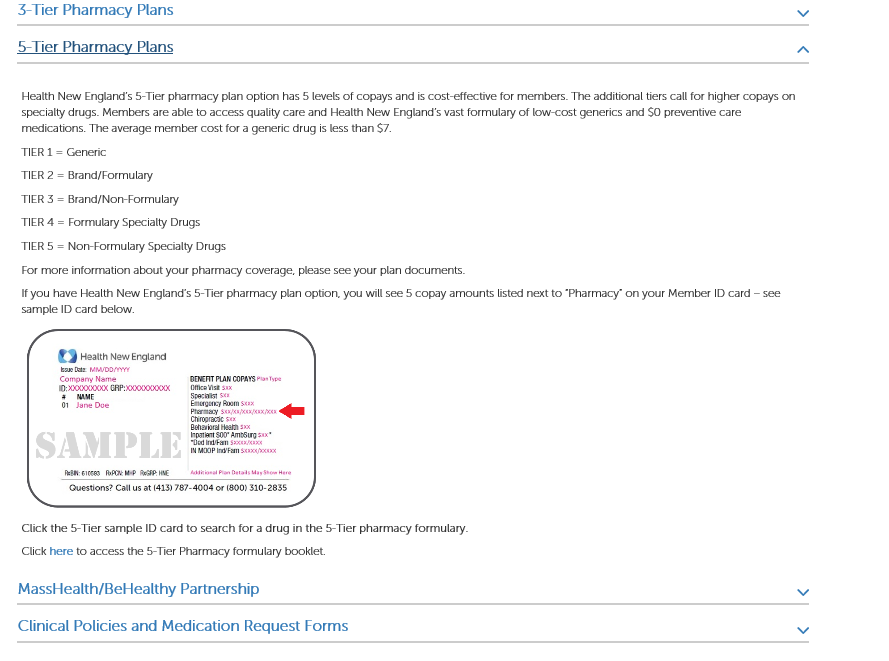 3-Tier Pharmacy Plans
5-Tier Pharmacy Plans
Health New England's 5-Tier pharmacy plan option has 5 levels of copays and is cost-effective for members. The additional tiers call for higher copays on
specialty drugs. Members are able to access quality care and Health New England's vast formulary of low-cost generics and $0 preventive care
medications. The average member cost for a generic drug is less than $7.
TIER 1 = Generic
TIER 2 = Brand/Formulary
TIER 3 = Brand/Non-Formulary
TIER 4 = Formulary Specialty Drugs
TIER 5 = Non-Formulary Specialty Drugs
For more information about your pharmacy coverage, please see your plan documents.
If you have Health New England's 5-Tier pharmacy plan option, you will see 5 copay amounts listed next to "Pharmacy" on your Member ID card – see
sample ID card below.
Health New England
Issue Date: MM/DD/YYYY
Company Name
ID:XXXXXXXXX GRP:XXXXXXXXXX
# NAME
01 Jane Doe
BENEFIT PLAN COPAYS Plan Type
Office Visit $xx
Specialist $xx
Emergency Room $xxx
Pharmacy $xx/xx/xxx/xxx/xxx
Chiropractic $xx
Behavioral Health $xx
Inpatient $00* AmbSurg $xx*
*Ded Ind/Fam $xxxx/xxxx
IN MOOP Ind/Fam $xxxx/xxxxx
SAMPLE
RxBIN: 610593 RxPCN: MHP RxGRP: HNE
Additional Plan Details May Show Here
Questions? Call us at (413) 787-4004 or (800) 310-2835
Click the 5-Tier sample ID card to search for a drug in the 5-Tier pharmacy formulary.
Click here to access the 5-Tier Pharmacy formulary booklet.
MassHealth/BeHealthy Partnership
Clinical Policies and Medication Request Forms